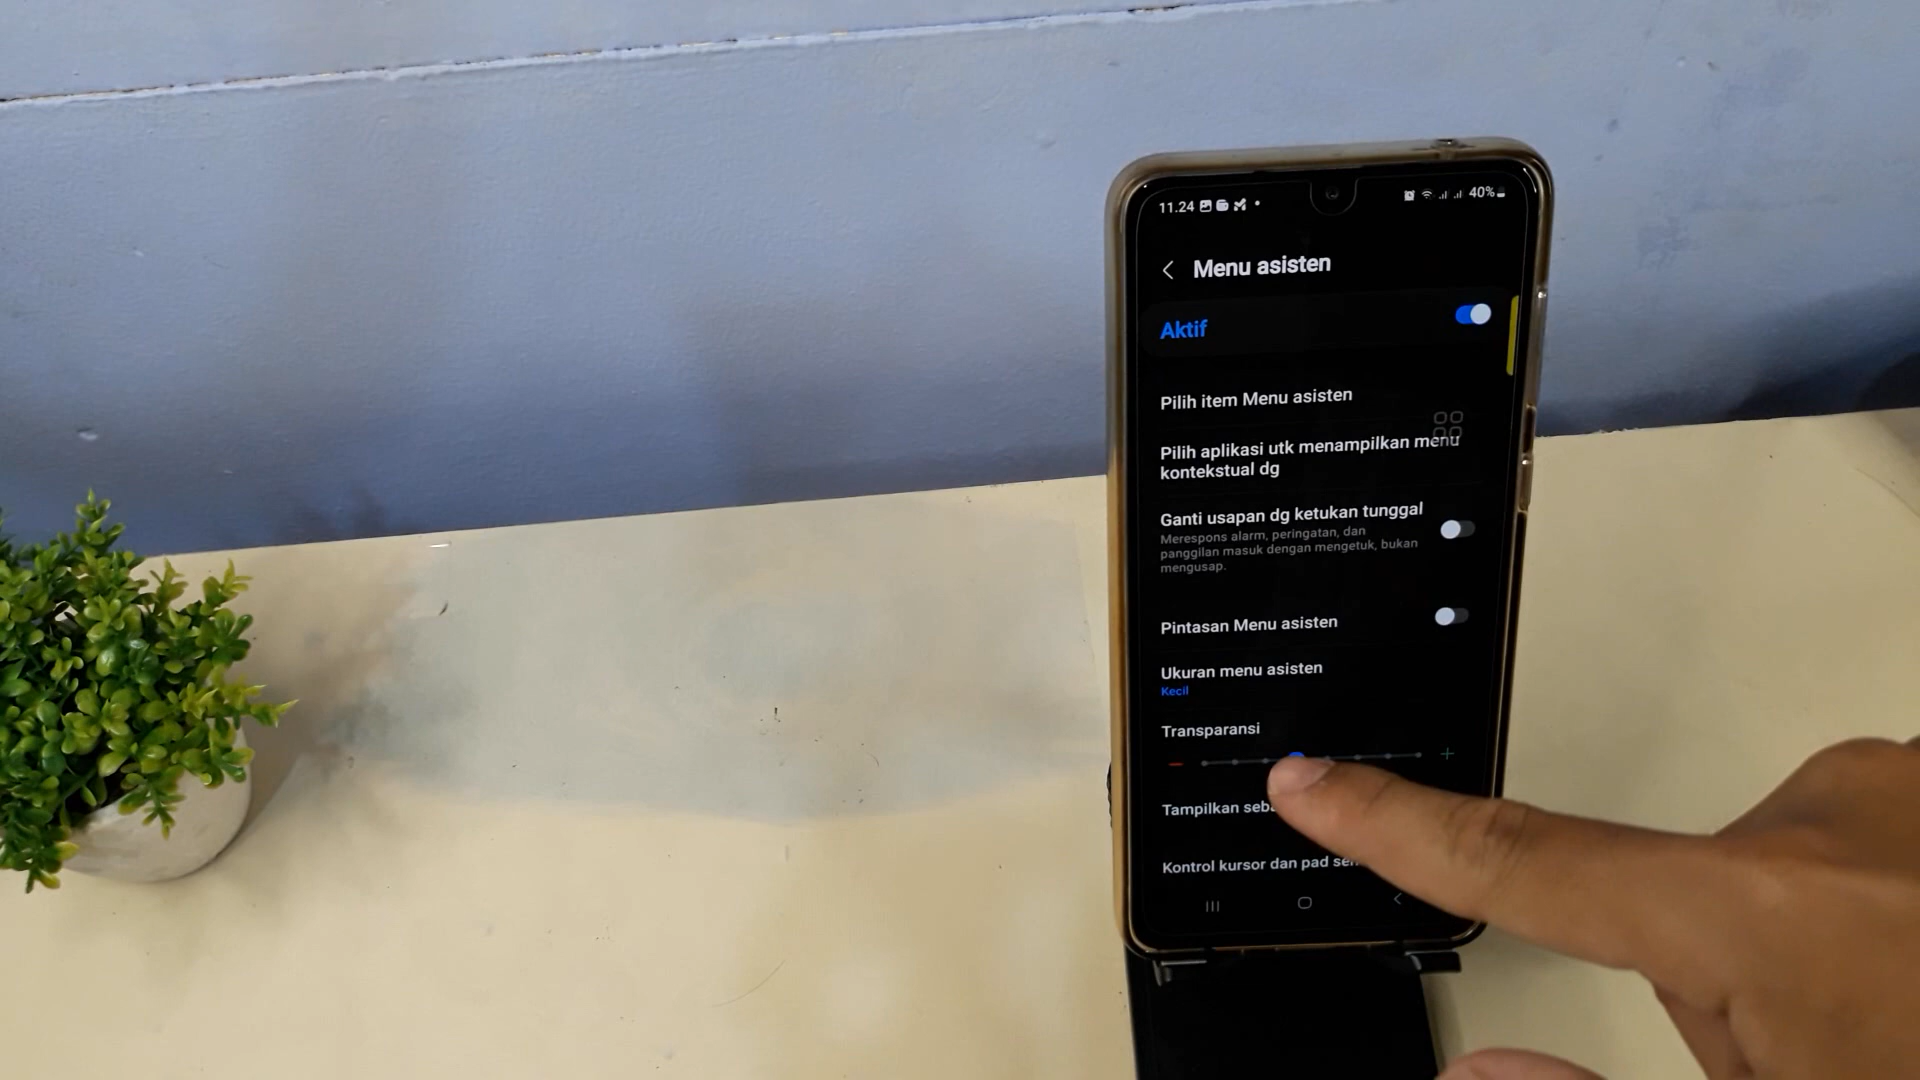 11.24
40%
Menu asisten
Aktif
Pilih item Menu asisten
Pilih aplikasi utk menampilkan menu
kontekstual dg
Ganti usapan dg ketukan tunggal
Merespons alarm, peringatan, dan
panggilan masuk dengan mengetuk, bukan
mengusap.
Pintasan Menu asisten
Ukuran menu asisten
Kecil
Transparansi
Tampilkan
Kontrol kursor dan pad